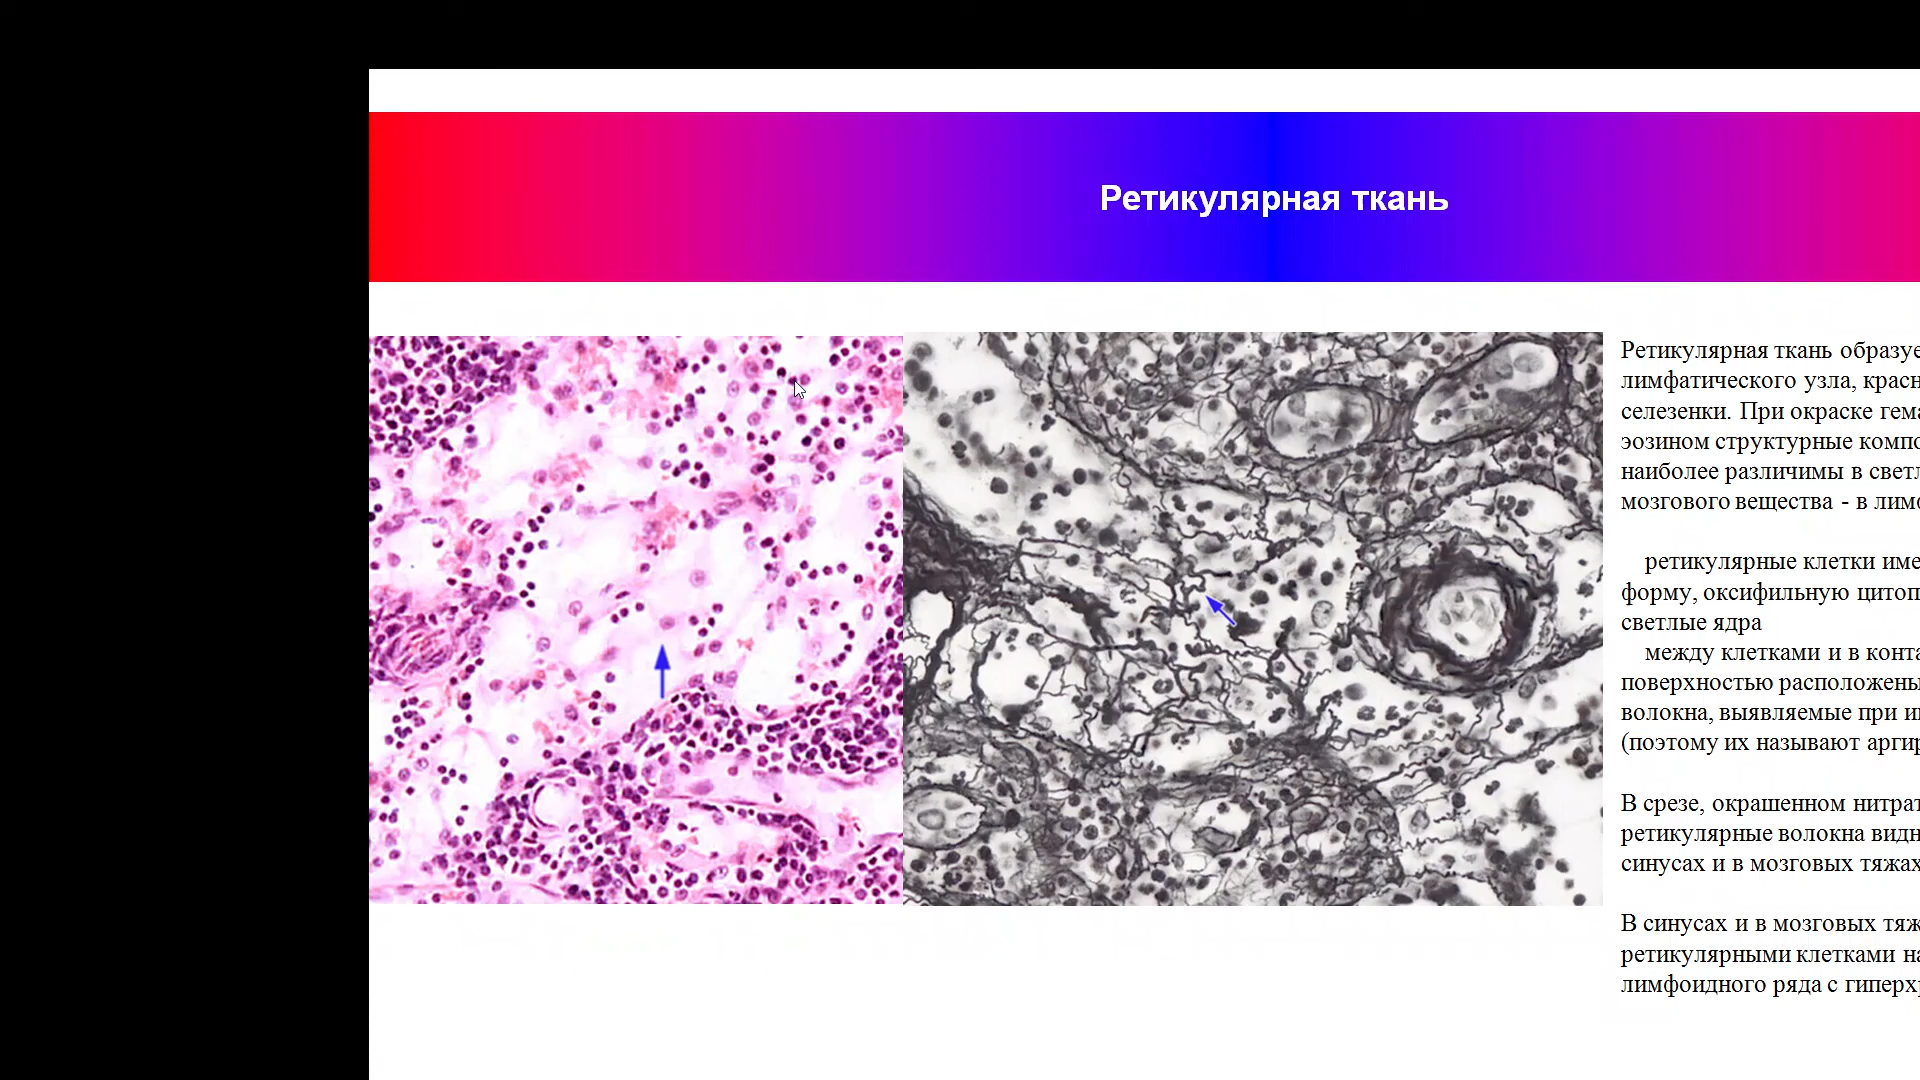 Ретикулярная ткань
Ретикулярная ткань образуе
лимфатического узла, красн
селезенки. При окраске гема
эозином структурные компо
наиболее различимы в светл
мозгового вещества - в лимф
ретикулярные клетки име
форму, оксифильную цитоп
светлые ядра
между клетками и в конта
поверхностью расположены
волокна, выявляемые при и
(поэтому их называют аргир
В срезе, окрашенном нитрат
ретикулярные волокна видн
синусах и в мозговых тяжах
В синусах и в мозговых тяж
ретикулярными клетками на
лимфоидного ряда с гиперх